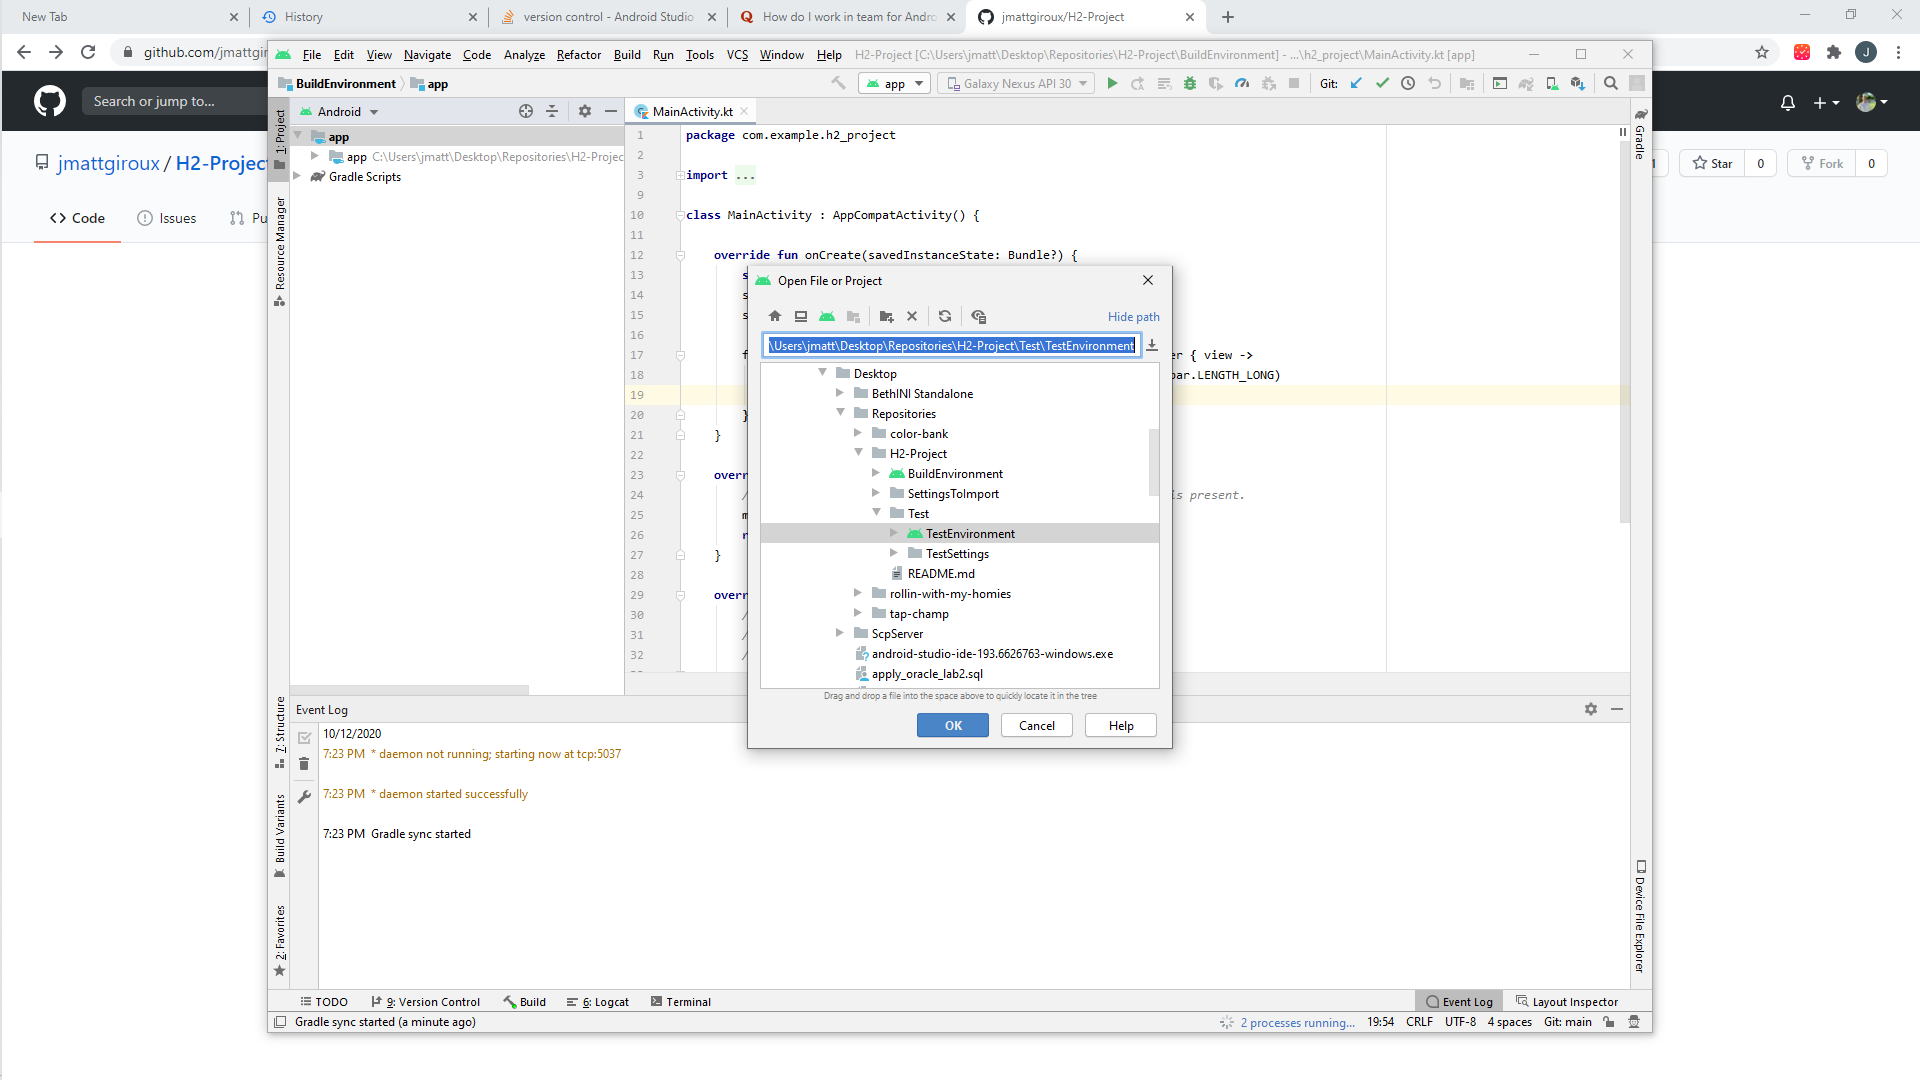 New Tab
History
version control - Android Studio
How do I work in team for Andro
jmattgiroux/H2-Project
github.com/jmattgir
J
File Edit View Navigate Code Analyze Refactor Build Run Tools VCS Window Help H2-Project [C:\Users\jmatt\Desktop\Repositories\H2-Project\BuildEnvironment] - ...\h2_project\MainActivity.kt [app]
BuildEnvironment app
app Galaxy Nexus API 30 Git:
Search or jump to...
jmattgiroux / H2-Project
Code Issues Pu
1 Star 0 Fork 0
1: Project
Resource Manager
7: Structure
Build Variants
2: Favorites
Gradle
Device File Explorer
Android
app
app C:\Users\jmatt\Desktop\Repositories\H2-Projec
Gradle Scripts
MainActivity.kt
1 package com.example.h2_project
2
3 import ...
9
10 class MainActivity : AppCompatActivity() {
11
12 override fun onCreate(savedInstanceState: Bundle?) {
13 s
14 s
15 s
16
17 f er { view ->
18 bar.LENGTH_LONG)
19
20 }
21 }
22
23 overr
24 / is present.
25 m
26 r
27 }
28
29 overr
30 /
31 /
32 /
Open File or Project
Hide path
\Users\jmatt\Desktop\Repositories\H2-Project\Test\TestEnvironment
Desktop
BethINI Standalone
Repositories
color-bank
H2-Project
BuildEnvironment
SettingsToImport
Test
TestEnvironment
TestSettings
README.md
rollin-with-my-homies
tap-champ
ScpServer
android-studio-ide-193.6626763-windows.exe
apply_oracle_lab2.sql
Drag and drop a file into the space above to quickly locate it in the tree
OK Cancel Help
Event Log
10/12/2020
7:23 PM * daemon not running; starting now at tcp:5037
7:23 PM * daemon started successfully
7:23 PM Gradle sync started
TODO 9: Version Control Build 6: Logcat Terminal Event Log Layout Inspector
Gradle sync started (a minute ago) 2 processes running... 19:54 CRLF UTF-8 4 spaces Git: main